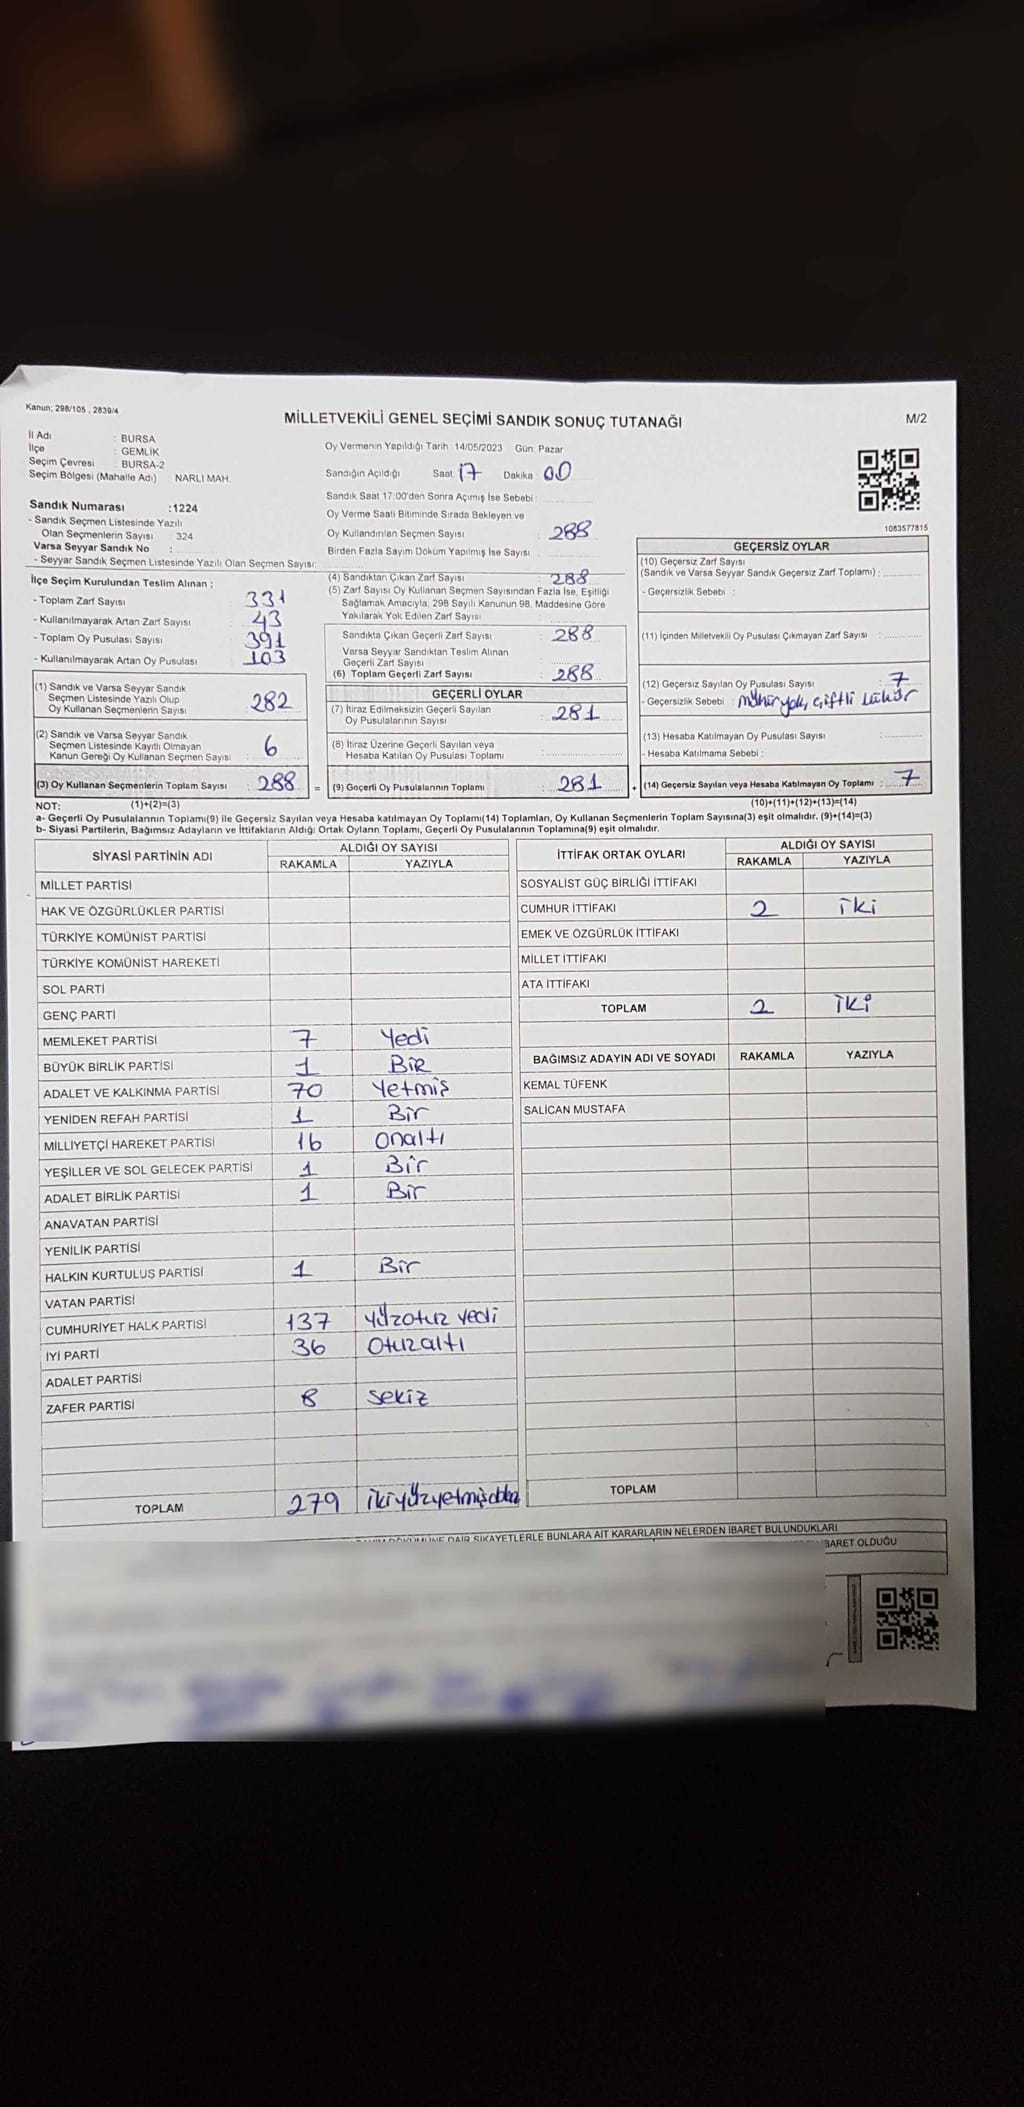 Kanun; 298/105 , 2839/4
MİLLETVEKİLİ GENEL SEÇİMİ SANDIK SONUÇ TUTANAĞI
M/2
İl Adı : BURSA
İlçe : GEMLİK
Seçim Çevresi : BURSA-2
Seçim Bölgesi (Mahalle Adı) : NARLI MAH.
Oy Vermenin Yapıldığı Tarih :14/05/2023 Gün: Pazar
Sandığın Açıldığı Saat: 17 Dakika 00
Sandık Saat 17:00'den Sonra Açımış İse Sebebi :
Oy Verme Saati Bitiminde Sırada Bekleyen ve
Oy Kullandırılan Seçmen Sayısı : 288
Birden Fazla Sayım Döküm Yapılmış İse Sayısı :
Sandık Numarası :1224
- Sandık Seçmen Listesinde Yazılı
Olan Seçmenlerin Sayısı : 324
Varsa Seyyar Sandık No :
- Seyyar Sandık Seçmen Listesinde Yazılı Olan Seçmen Sayısı:
1083577815
İlçe Seçim Kurulundan Teslim Alınan ;
- Toplam Zarf Sayısı : 331
- Kullanılmayarak Artan Zarf Sayısı : 43
- Toplam Oy Pusulası Sayısı : 391
- Kullanılmayarak Artan Oy Pusulası : 103
(1) Sandık ve Varsa Seyyar Sandık
Seçmen Listesinde Yazılı Olup
Oy Kullanan Seçmenlerin Sayısı : 282
(2) Sandık ve Varsa Seyyar Sandık
Seçmen Listesinde Kayıtlı Olmayan
Kanun Gereği Oy Kullanan Seçmen Sayısı : 6
(3) Oy Kullanan Seçmenlerin Toplam Sayısı : 288 =
(4) Sandıktan Çıkan Zarf Sayısı : 288
(5) Zarf Sayısı Oy Kullanan Seçmen Sayısından Fazla İse, Eşitliği
Sağlamak Amacıyla; 298 Sayılı Kanunun 98. Maddesine Göre
Yakılarak Yok Edilen Zarf Sayısı :
Sandıkta Çıkan Geçerli Zarf Sayısı : 288
Varsa Seyyar Sandıktan Teslim Alınan
Geçerli Zarf Sayısı :
(6) Toplam Geçerli Zarf Sayısı : 288
GEÇERLİ OYLAR
(7) İtiraz Edilmeksizin Geçerli Sayılan
Oy Pusulalarının Sayısı : 281
(8) İtiraz Üzerine Geçerli Sayılan veya
Hesaba Katılan Oy Pusulası Toplamı :
(9) Geçerli Oy Pusulalarının Toplamı : 281 +
GEÇERSİZ OYLAR
(10) Geçersiz Zarf Sayısı
(Sandık ve Varsa Seyyar Sandık Geçersiz Zarf Toplamı) :
- Geçersizlik Sebebi :
(11) İçinden Milletvekili Oy Pusulası Çıkmayan Zarf Sayısı :
(12) Geçersiz Sayılan Oy Pusulası Sayısı : 7
- Geçersizlik Sebebi : mühür yok, çiftli
(13) Hesaba Katılmayan Oy Pusulası Sayısı :
- Hesaba Katılmama Sebebi :
(14) Geçersiz Sayılan veya Hesaba Katılmayan Oy Toplamı : 7
NOT: (1)+(2)=(3) (10)+(11)+(12)+(13)=(14)
a- Geçerli Oy Pusulalarının Toplamı(9) ile Geçersiz Sayılan veya Hesaba katılmayan Oy Toplamı(14) Toplamları, Oy Kullanan Seçmenlerin Toplam Sayısına(3) eşit olmalıdır. (9)+(14)=(3)
b- Siyasi Partilerin, Bağımsız Adayların ve İttifakların Aldığı Ortak Oyların Toplamı, Geçerli Oy Pusulalarının Toplamına(9) eşit olmalıdır.
SİYASİ PARTİNİN ADI ALDIĞI OY SAYISI
RAKAMLA YAZIYLA
MİLLET PARTİSİ
HAK VE ÖZGÜRLÜKLER PARTİSİ
TÜRKİYE KOMÜNİST PARTİSİ
TÜRKİYE KOMÜNİST HAREKETİ
SOL PARTİ
GENÇ PARTİ
MEMLEKET PARTİSİ 7 Yedi
BÜYÜK BİRLİK PARTİSİ 1 BİR
ADALET VE KALKINMA PARTİSİ 70 Yetmiş
YENİDEN REFAH PARTİSİ 1 Bir
MİLLİYETÇİ HAREKET PARTİSİ 16 onaltı
YEŞİLLER VE SOL GELECEK PARTİSİ 1 Bir
ADALET BİRLİK PARTİSİ 1 Bir
ANAVATAN PARTİSİ
YENİLİK PARTİSİ
HALKIN KURTULUŞ PARTİSİ 1 Bir
VATAN PARTİSİ
CUMHURİYET HALK PARTİSİ 137 yüzotuz yedi
İYİ PARTİ 36 Otuzaltı
ADALET PARTİSİ
ZAFER PARTİSİ 8 Sekiz
TOPLAM 279
İTTİFAK ORTAK OYLARI ALDIĞI OY SAYISI
RAKAMLA YAZIYLA
SOSYALİST GÜÇ BİRLİĞİ İTTİFAKI
CUMHUR İTTİFAKI 2 iki
EMEK VE ÖZGÜRLÜK İTTİFAKI
MİLLET İTTİFAKI
ATA İTTİFAKI
TOPLAM 2 iki
BAĞIMSIZ ADAYIN ADI VE SOYADI RAKAMLA YAZIYLA
KEMAL TÜFENK
SALİCAN MUSTAFA
TOPLAM
DAİR ŞİKAYETLERLE BUNLARA AİT KARARLARIN NELERDEN İBARET BULUNDUKLARI
İBARET OLDUĞU